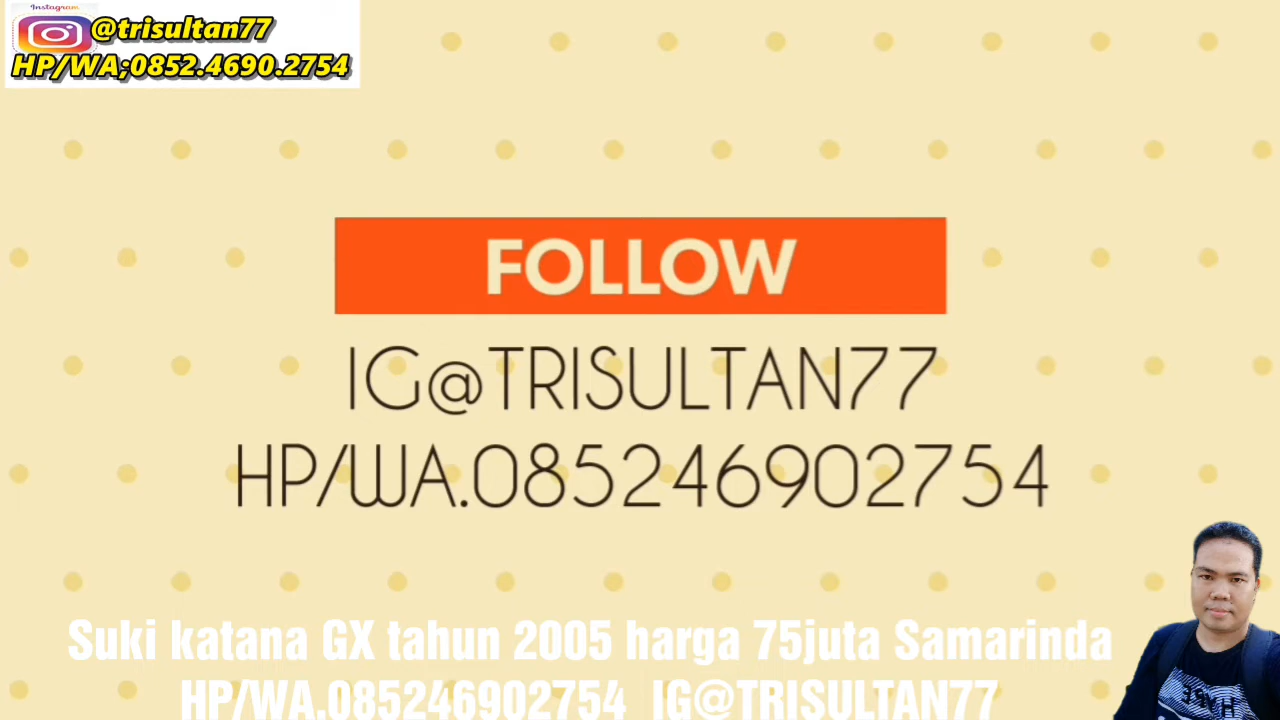 Instagram
@trisultan77
HP/WA;0852.4690.2754
FOLLOW
IG@TRISULTAN77
HP/WA.085246902754
Suki katana GX tahun 2005 harga 75juta Samarinda
HP/WA.085246902754 IG@TRISULTAN77